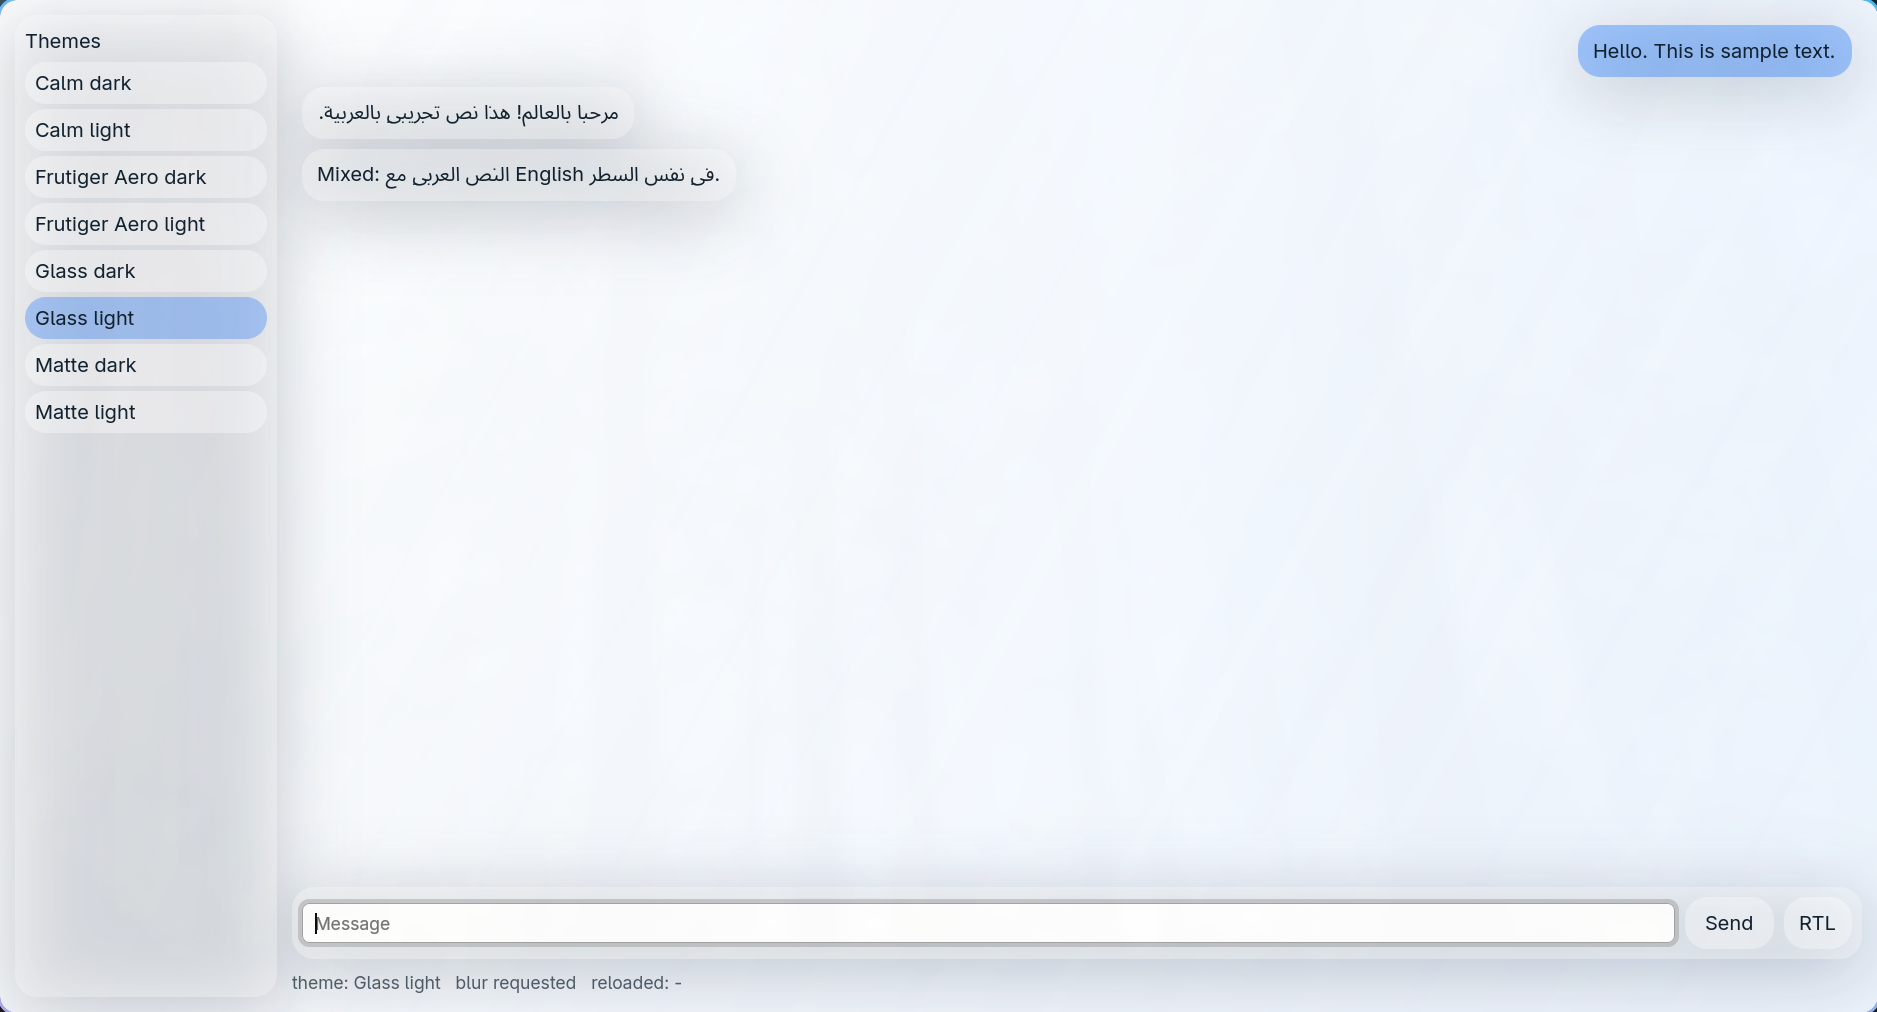 Themes
Calm dark
Calm light
Frutiger Aero dark
Frutiger Aero light
Glass dark
Glass light
Matte dark
Matte light
Hello. This is sample text.
مرحبا بالعالم! هذا نص تجريبي بالعربية.
Mixed: النص العربي مع English في نفس السطر.
Message
Send
RTL
theme: Glass light blur requested reloaded: -